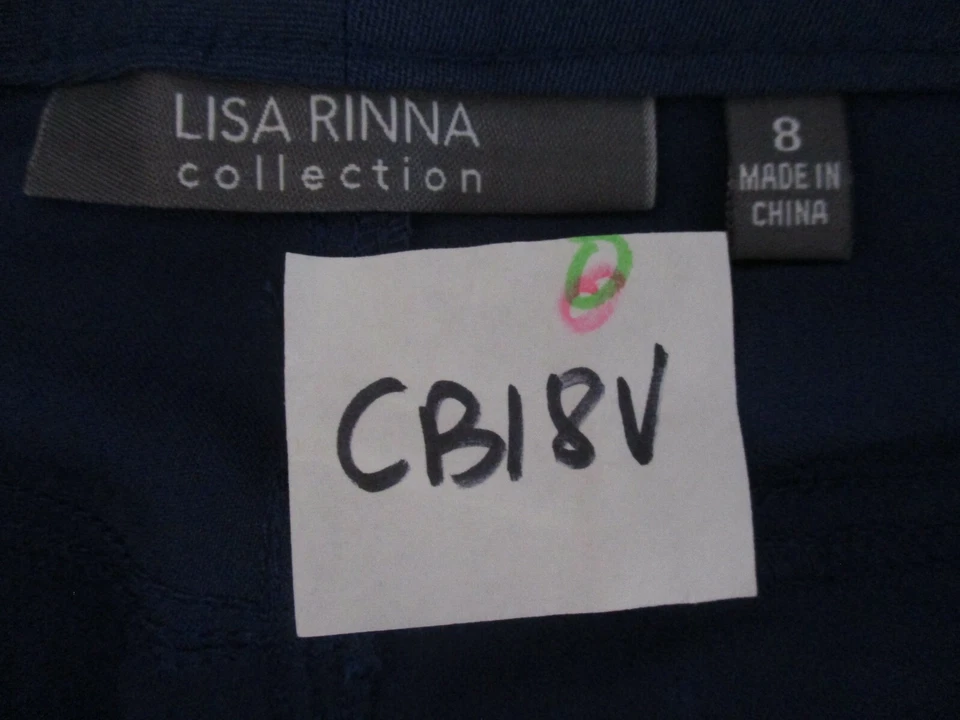 LISA RINNA
collection
8
MADE IN
CHINA
CB18V